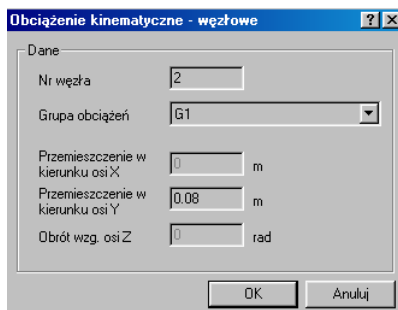 Obciążenie kinematyczne - węzłowe
Dane
Nr węzła 2
Grupa obciążeń G1
Przemieszczenie w
kierunku osi X 0 m
Przemieszczenie w
kierunku osi Y 0.08 m
Obrót wzg. osi Z 0 rad
OK Anuluj